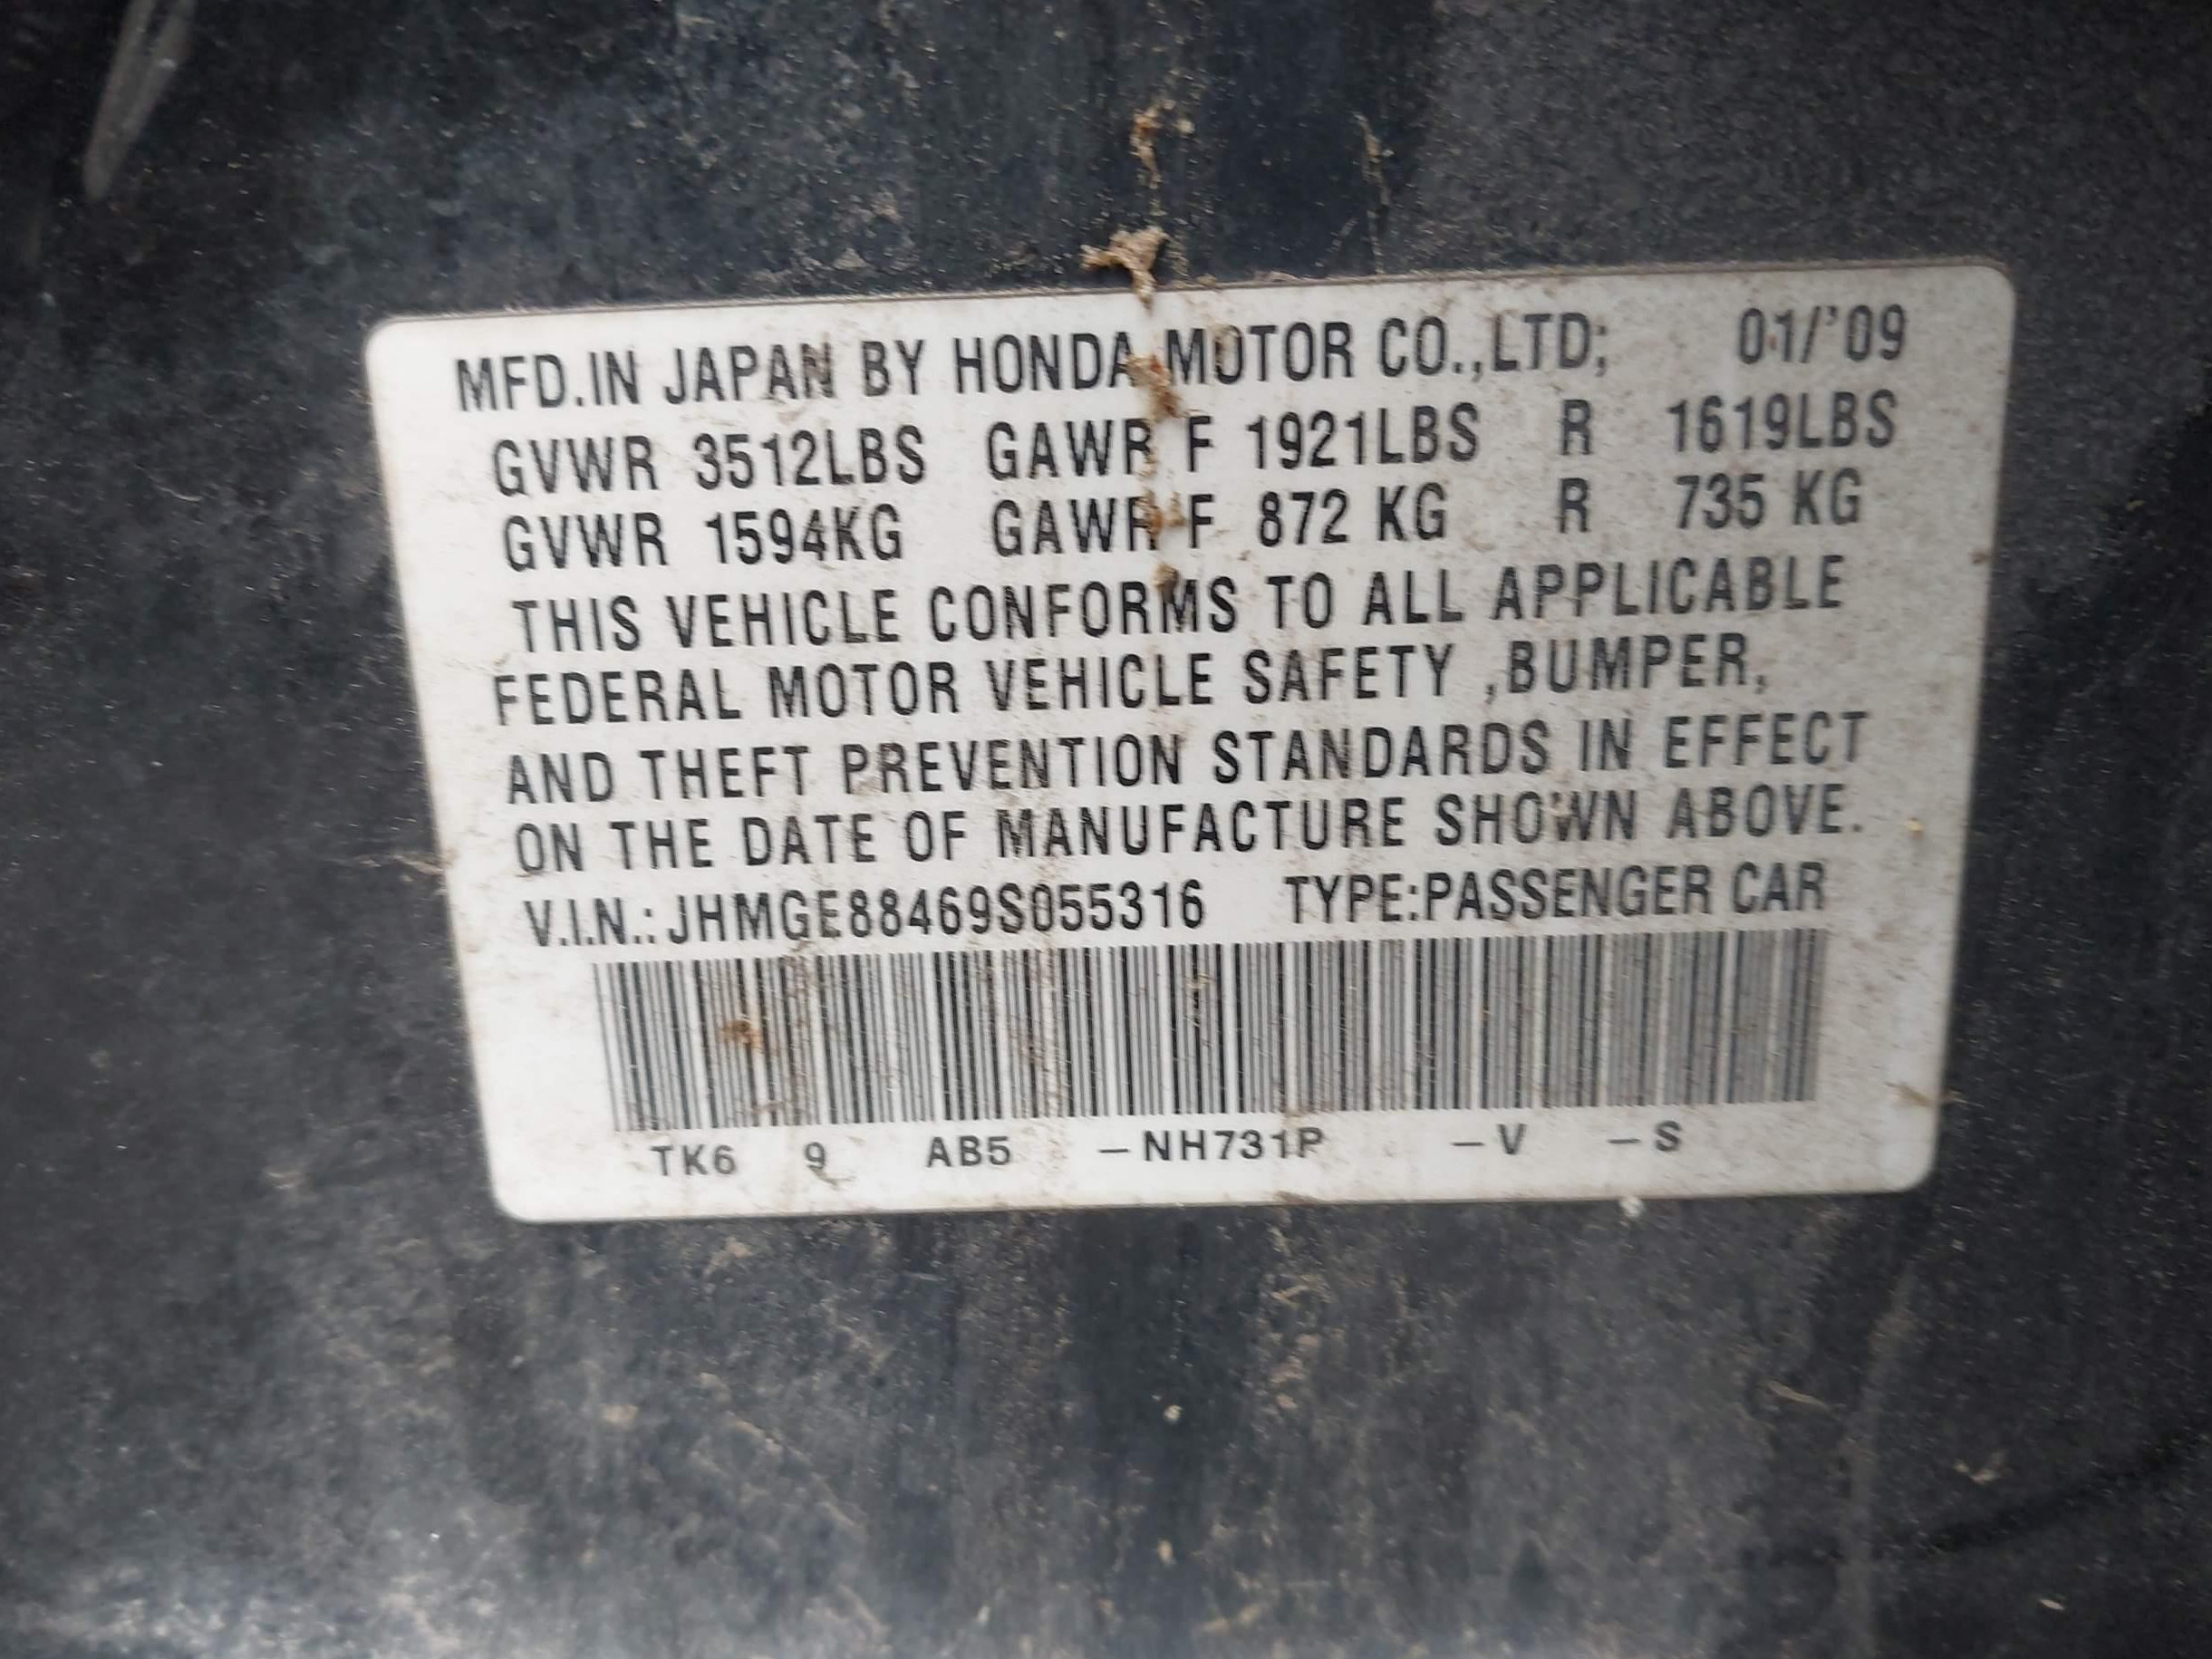 MFD.IN JAPAN BY HONDA MOTOR CO.,LTD; 01/'09
GVWR 3512LBS GAWR F 1921LBS R 1619LBS
GVWR 1594KG GAWR F 872 KG R 735 KG
THIS VEHICLE CONFORMS TO ALL APPLICABLE
FEDERAL MOTOR VEHICLE SAFETY ,BUMPER,
AND THEFT PREVENTION STANDARDS IN EFFECT
ON THE DATE OF MANUFACTURE SHOWN ABOVE.
V.I.N.: JHMGE88469S055316 TYPE:PASSENGER CAR
TK6 9 AB5 –NH731P –V –S